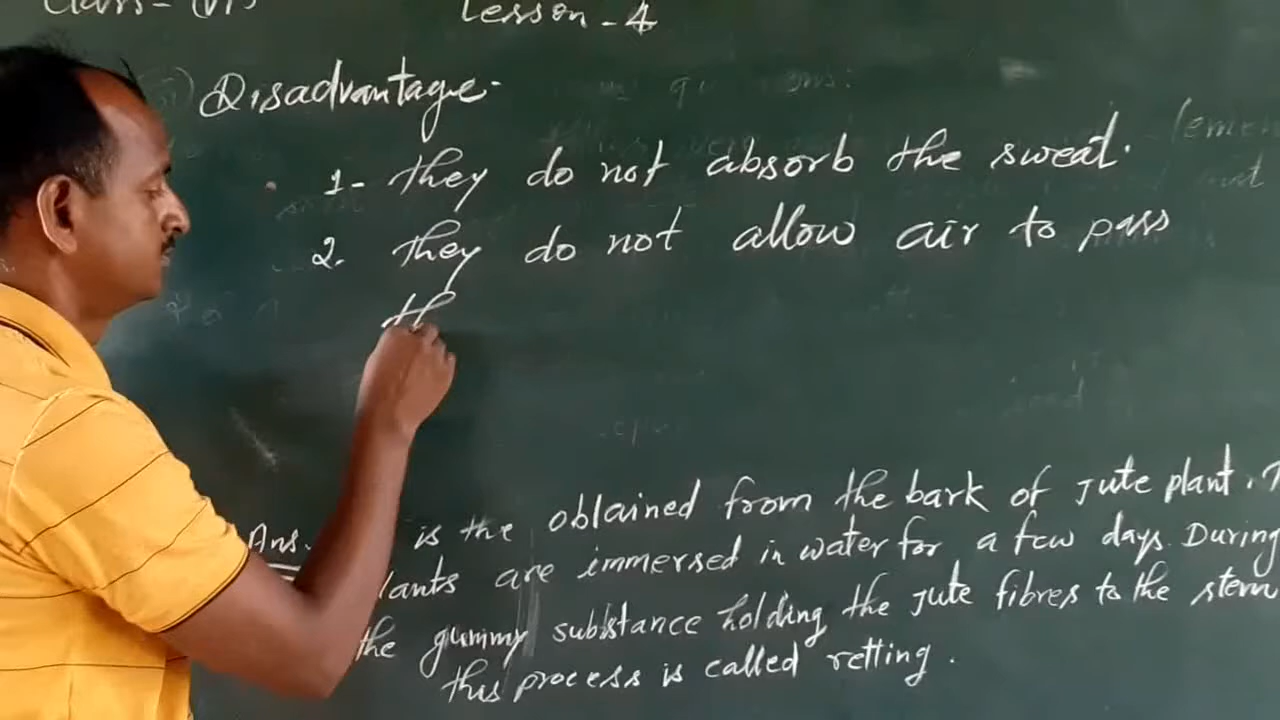 Class - VI
Lesson - 4
Disadvantage-
1- they do not absorb the sweat.
2. they do not allow air to pass
th
Ans. is the oblained from the bark of Jute plant.
lants are immersed in water for a few days. During
the gummy substance holding the Jute fibres to the stem
this process is called retting.